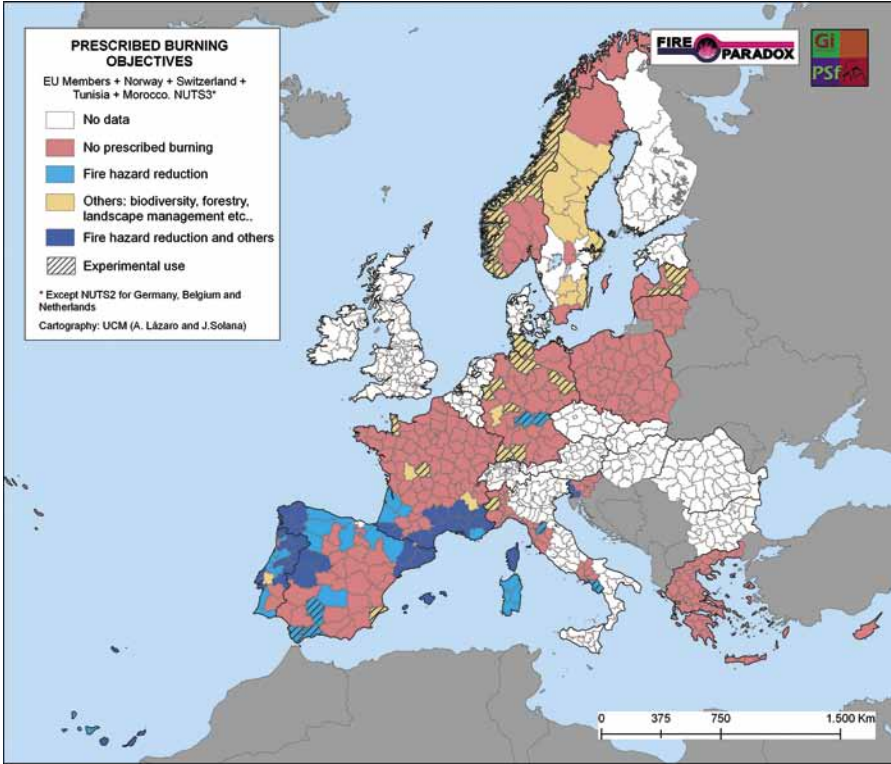 PRESCRIBED BURNING
OBJECTIVES
EU Members + Norway + Switzerland +
Tunisia + Morocco. NUTS3*
No data
No prescribed burning
Fire hazard reduction
Others: biodiversity, forestry,
landscape management etc..
Fire hazard reduction and others
Experimental use
* Except NUTS2 for Germany, Belgium and
Netherlands
Cartography: UCM (A. Lázaro and J.Solana)
FIRE
PARADOX
Gi
PSf
0 375 750 1.500 Km